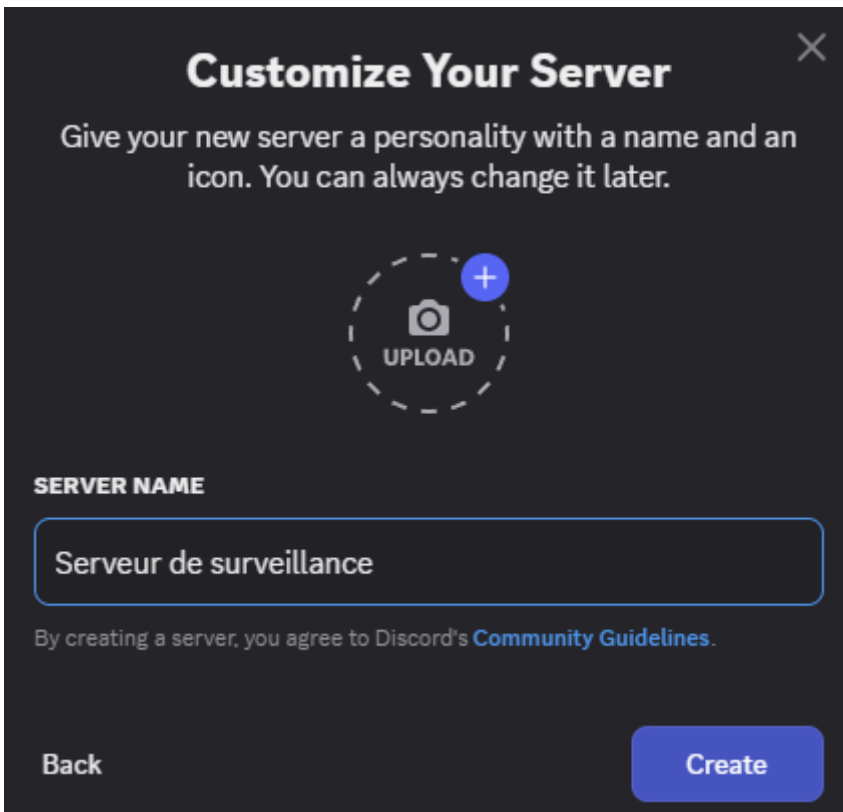 Customize Your Server
Give your new server a personality with a name and an
icon. You can always change it later.
UPLOAD
SERVER NAME
Serveur de surveillance
By creating a server, you agree to Discord's Community Guidelines.
Back
Create